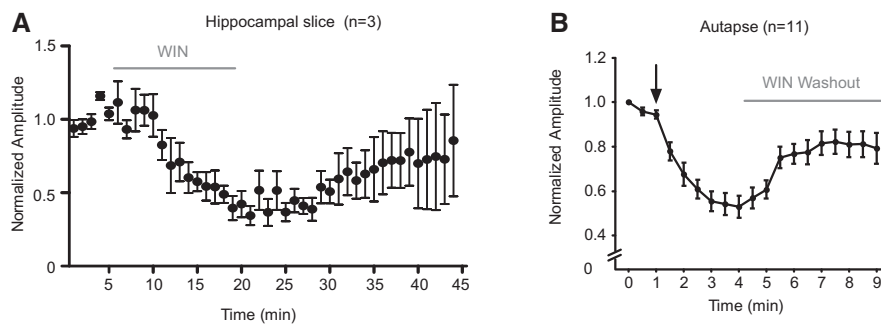 A
Hippocampal slice (n=3)
WIN
Normalized Amplitude
1.5
1.0
0.5
0
5 10 15 20 25 30 35 40 45
Time (min)
B
Autapse (n=11)
WIN Washout
Normalized Amplitude
1.2
1.0
0.8
0.6
0.4
0
0 1 2 3 4 5 6 7 8 9
Time (min)